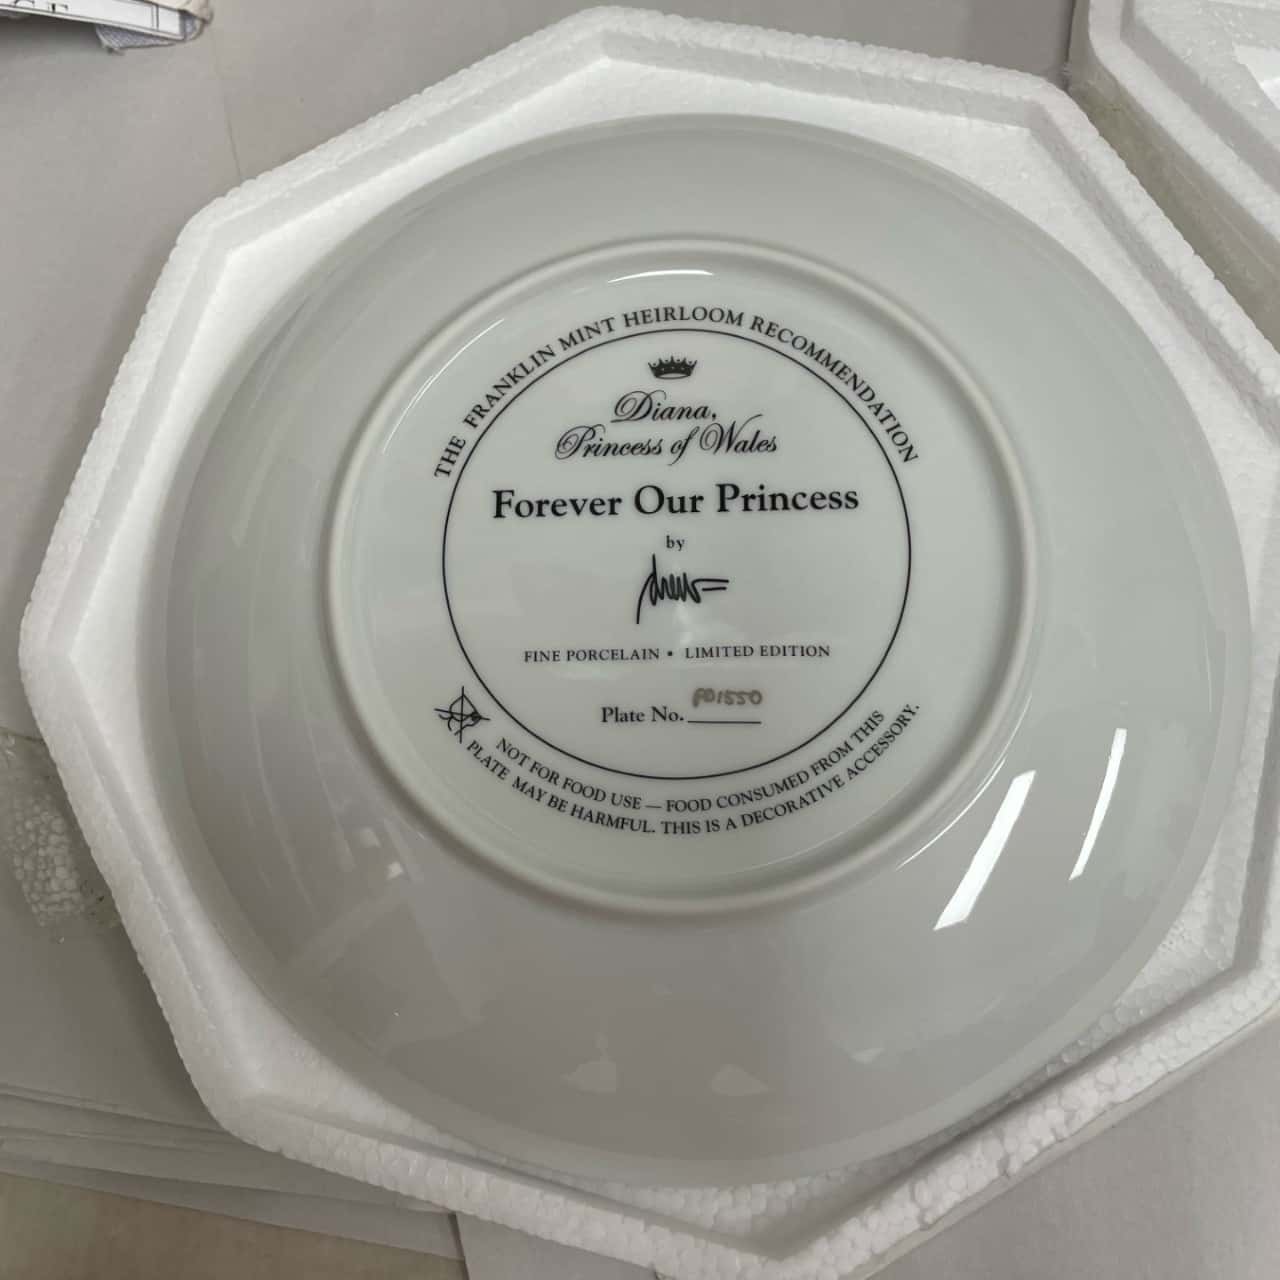 THE FRANKLIN MINT HEIRLOOM RECOMMENDATION
Diana,
Princess of Wales
Forever Our Princess
by
FINE PORCELAIN • LIMITED EDITION
Plate No. P01550
NOT FOR FOOD USE — FOOD CONSUMED FROM THIS
PLATE MAY BE HARMFUL. THIS IS A DECORATIVE ACCESSORY.